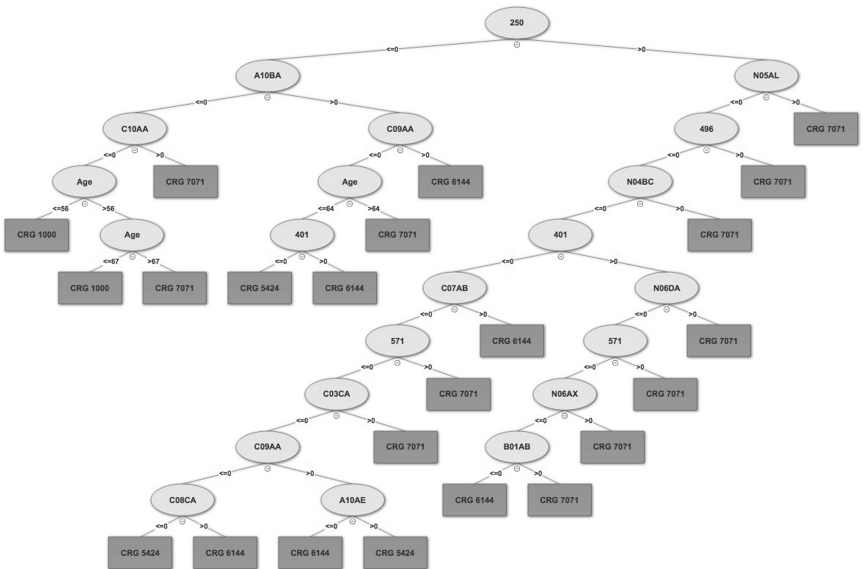 250
<=0
>0
A10BA
N05AL
<=0
>0
<=0
>0
C10AA
C09AA
496
CRG 7071
<=0
>0
<=0
>0
<=0
>0
Age
CRG 7071
Age
CRG 6144
N04BC
CRG 7071
<=56
>56
<=64
>64
<=0
>0
CRG 1000
Age
401
CRG 7071
401
CRG 7071
<=67
>67
<=0
>0
<=0
>0
CRG 1000
CRG 7071
CRG 5424
CRG 6144
C07AB
N06DA
<=0
>0
<=0
>0
571
CRG 6144
571
CRG 7071
<=0
>0
<=0
>0
C03CA
CRG 7071
N06AX
CRG 7071
<=0
>0
<=0
>0
C09AA
CRG 7071
B01AB
CRG 7071
<=0
>0
<=0
>0
C08CA
A10AE
CRG 6144
CRG 7071
<=0
>0
<=0
>0
CRG 5424
CRG 6144
CRG 6144
CRG 5424